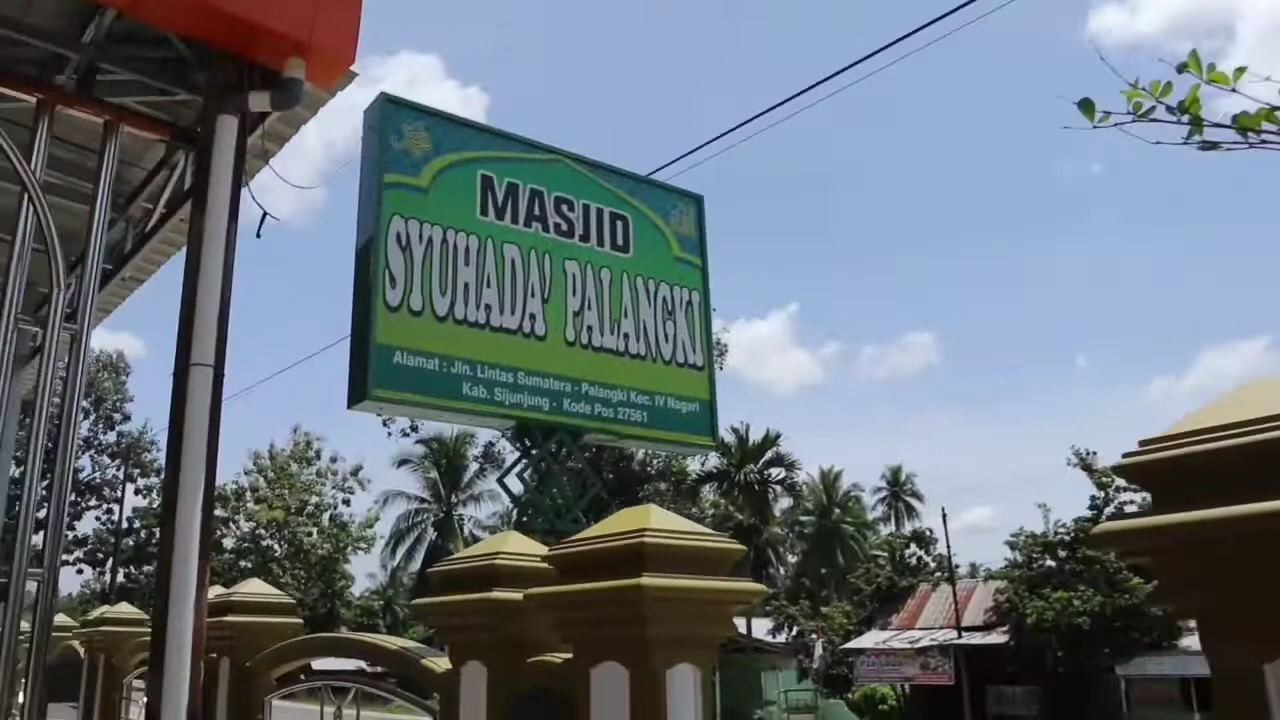 MASJID
SYUHADA' PALANGKI
Alamat : Jln. Lintas Sumatera - Palangki Kec. IV Nagari
Kab. Sijunjung - Kode Pos 27561